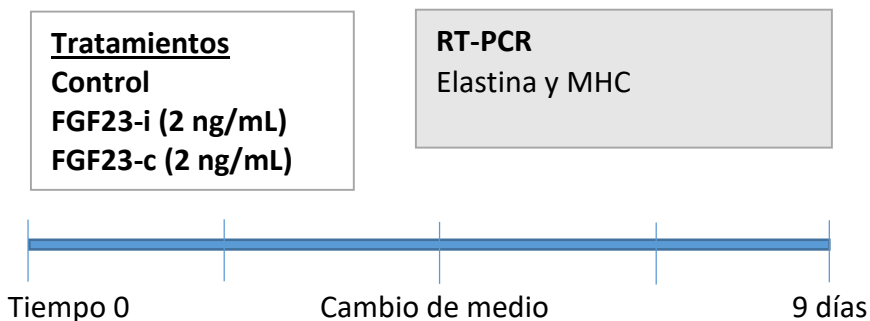 Tratamientos
Control
FGF23-i (2 ng/mL)
FGF23-c (2 ng/mL)
RT-PCR
Elastina y MHC
Tiempo 0
Cambio de medio
9 días